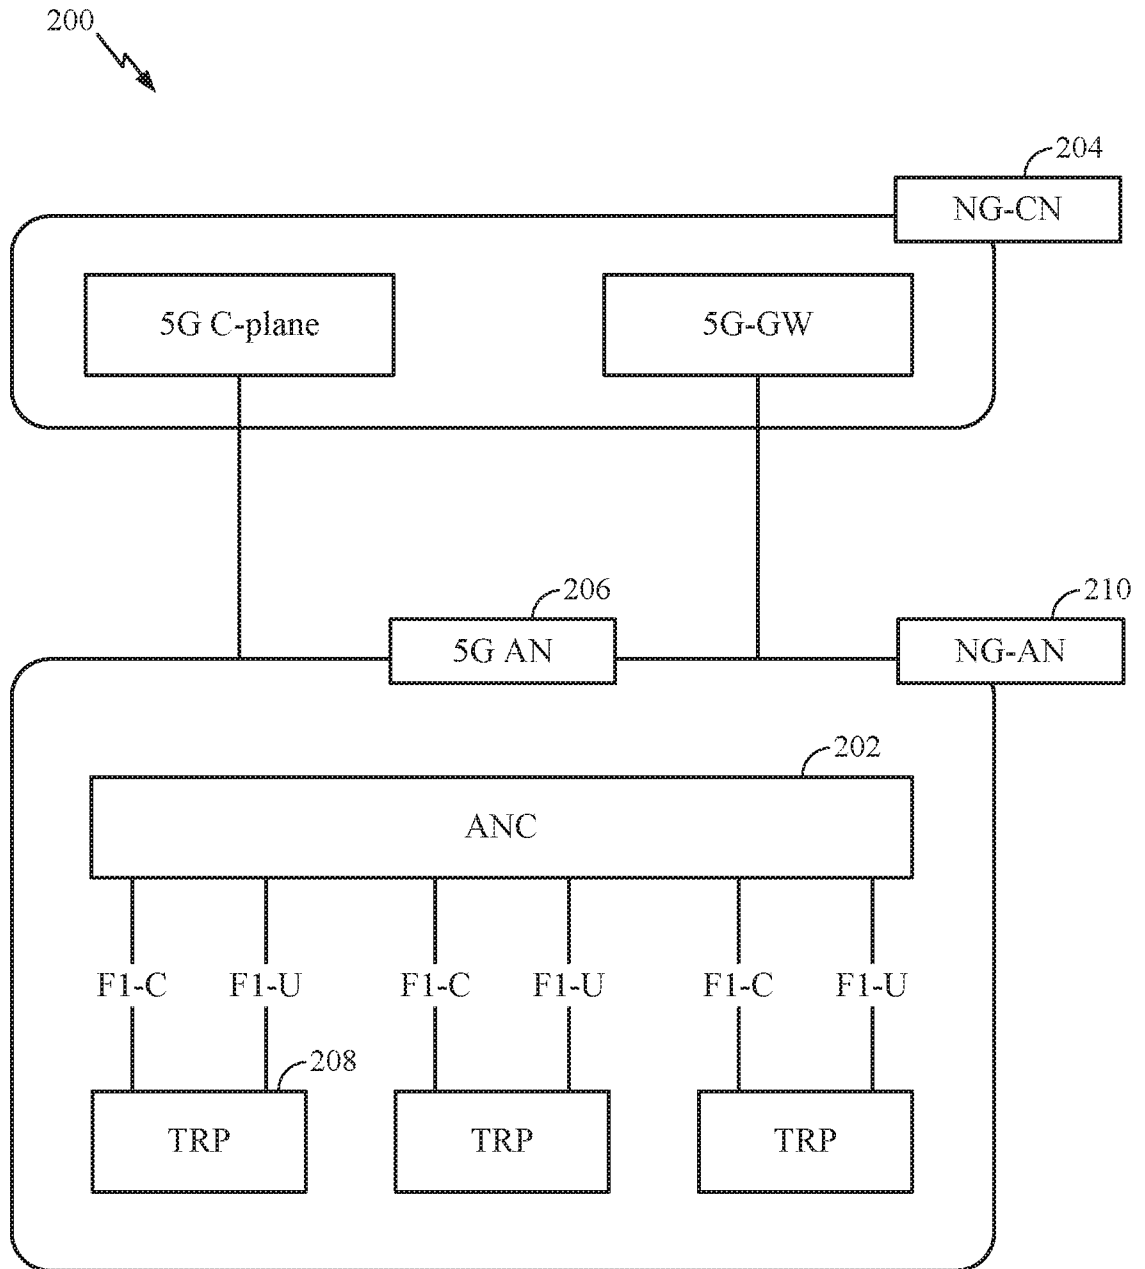 200
204
NG-CN
5G C-plane
5G-GW
206
210
5G AN
NG-AN
202
ANC
F1-C F1-U F1-C F1-U F1-C F1-U
208
TRP TRP TRP